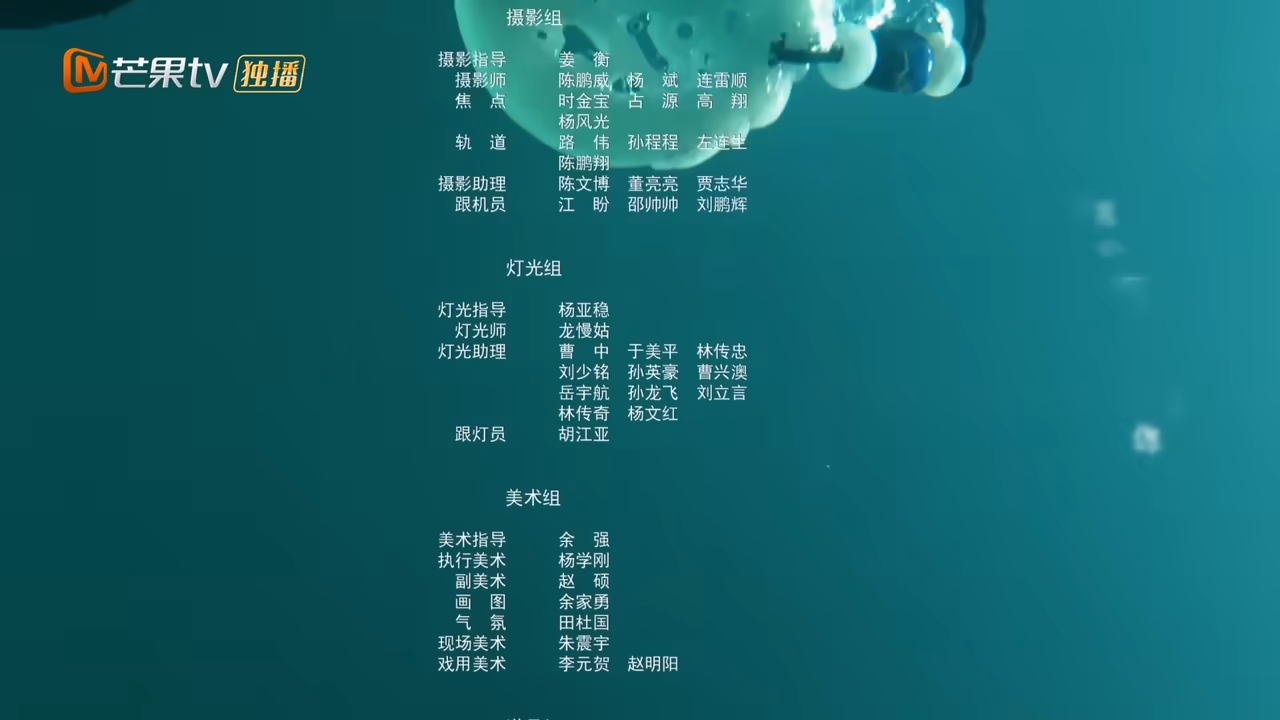 摄影组
芒果tv 独播
摄影指导 姜 衡
摄影师 陈鹏威 杨 斌 连雷顺
焦 点 时金宝 占 源 高 翔
杨风光
轨 道 路 伟 孙程程 左连生
陈鹏翔
摄影助理 陈文博 董亮亮 贾志华
跟机员 江 盼 邵帅帅 刘鹏辉
灯光组
灯光指导 杨亚稳
灯光师 龙慢姑
灯光助理 曹 中 于美平 林传忠
刘少铭 孙英豪 曹兴澳
岳宇航 孙龙飞 刘立言
林传奇 杨文红
跟灯员 胡江亚
美术组
美术指导 余 强
执行美术 杨学刚
副美术 赵 硕
画 图 余家勇
气 氛 田杜国
现场美术 朱震宇
戏用美术 李元贺 赵明阳